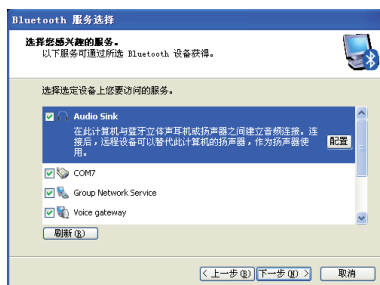 Bluetooth 服务选择
选择您感兴趣的服务。
以下服务可通过所选 Bluetooth 设备获得。
选择选定设备上您要访问的服务。
Audio Sink
在此计算机与蓝牙立体声耳机或扬声器之间建立音频连接。连
接后，远程设备可以替代此计算机的扬声器，作为扬声器使
用。
配置
COM7
Group Network Service
Voice gateway
刷新(R)
< 上一步(B) 下一步(N) > 取消